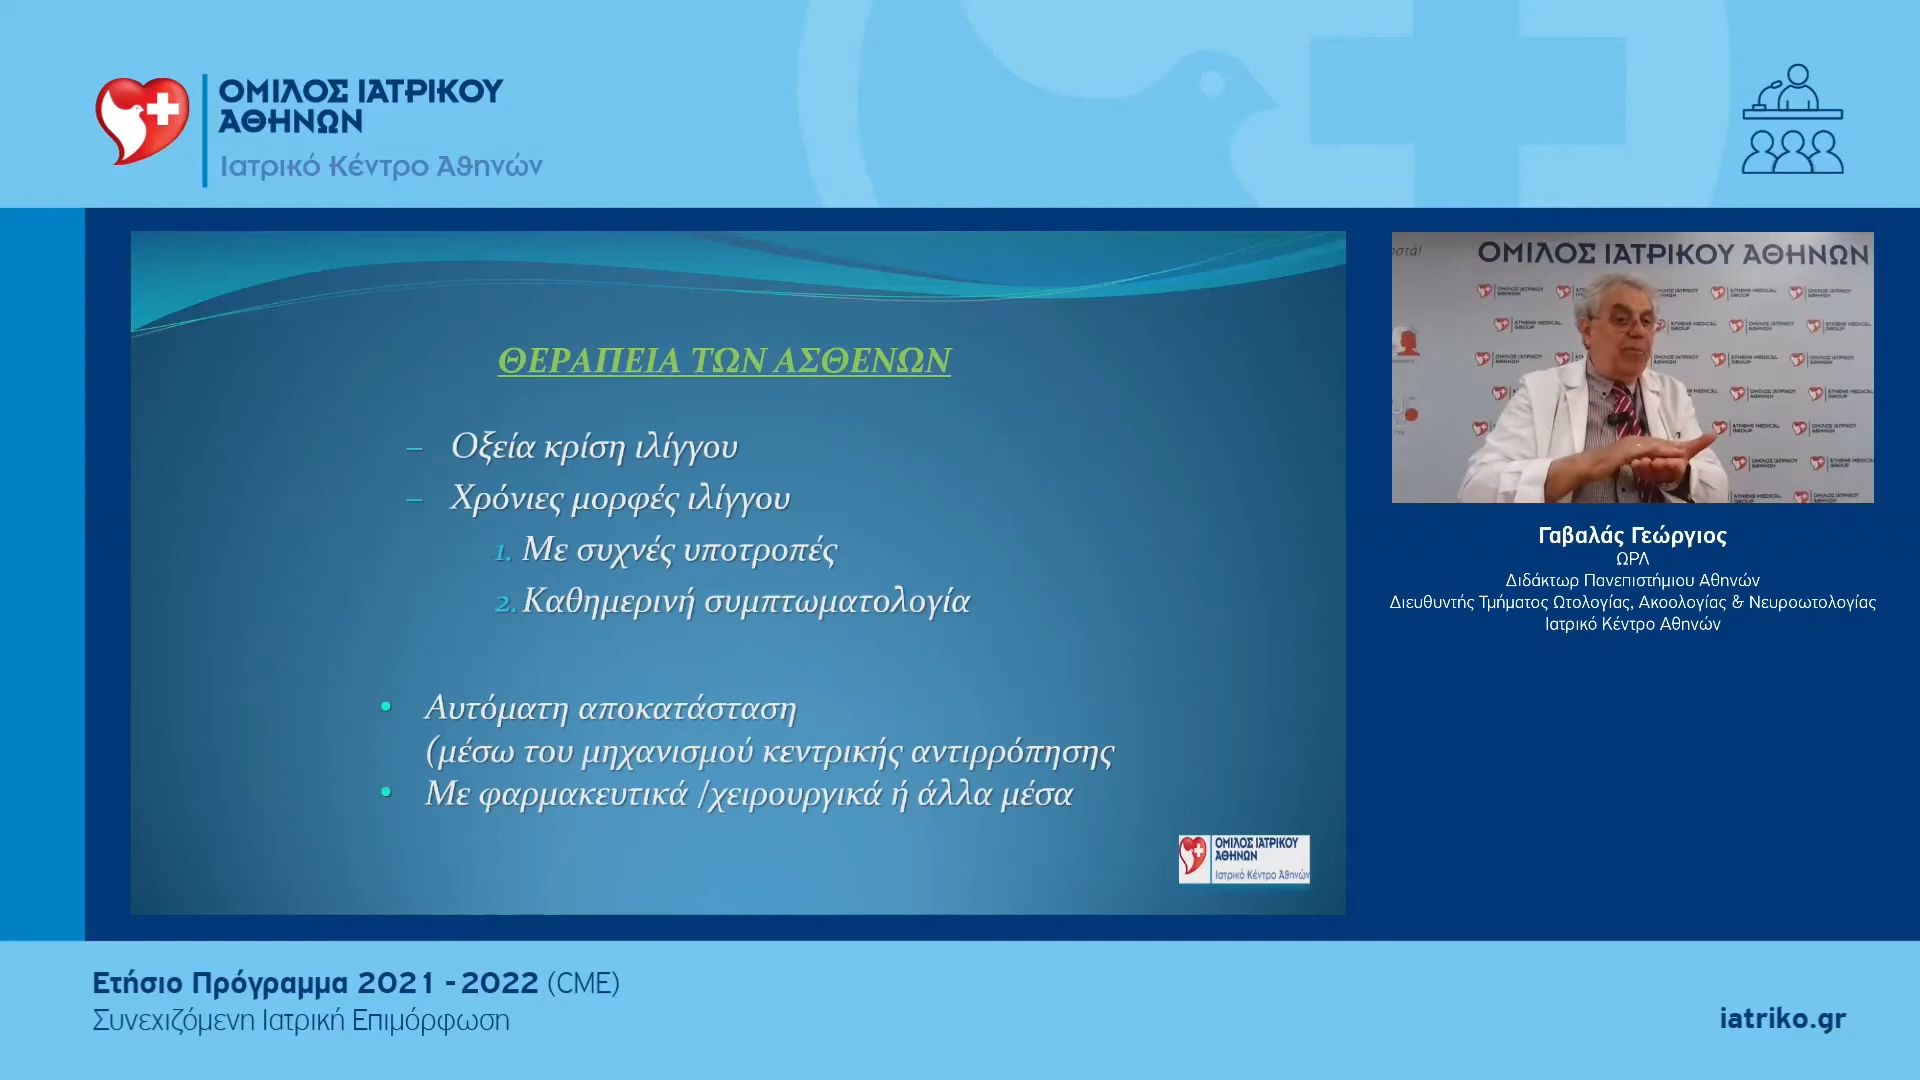 ΟΜΙΛΟΣ ΙΑΤΡΙΚΟΥ
ΑΘΗΝΩΝ
Ιατρικό Κέντρο Αθηνών
ΘΕΡΑΠΕΙΑ ΤΩΝ ΑΣΘΕΝΩΝ
– Οξεία κρίση ιλίγγου
– Χρόνιες μορφές ιλίγγου
1. Με συχνές υποτροπές
2. Καθημερινή συμπτωματολογία
• Αυτόματη αποκατάσταση
(μέσω του μηχανισμού κεντρικής αντιρρόπησης
• Με φαρμακευτικά /χειρουργικά ή άλλα μέσα
ΟΜΙΛΟΣ ΙΑΤΡΙΚΟΥ
ΑΘΗΝΩΝ
Ιατρικό Κέντρο Αθηνών
ΟΜΙΛΟΣ ΙΑΤΡΙΚΟΥ ΑΘΗΝΩΝ
Γαβαλάς Γεώργιος
ΩΡΛ
Διδάκτωρ Πανεπιστήμιου Αθηνών
Διευθυντής Τμήματος Ωτολογίας, Ακοολογίας & Νευροωτολογίας
Ιατρικό Κέντρο Αθηνών
Ετήσιο Πρόγραμμα 2021 - 2022 (CME)
Συνεχιζόμενη Ιατρική Επιμόρφωση
iatriko.gr